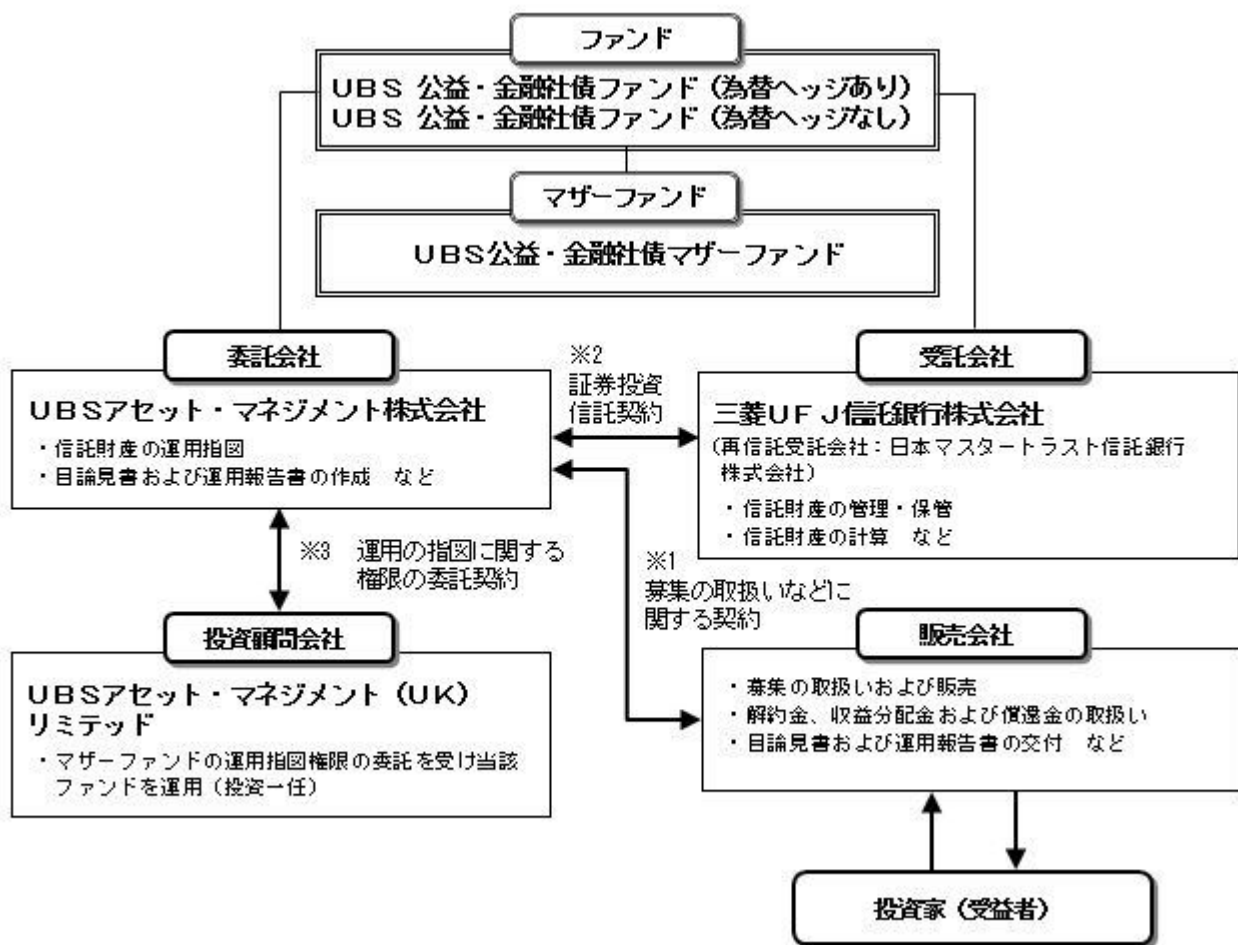 ファンド
UBS 公益・金融社債ファンド(為替ヘッジあり)
UBS 公益・金融社債ファンド(為替ヘッジなし)
マザーファンド
UBS公益・金融社債マザーファンド
委託会社
UBSアセット・マネジメント株式会社
・信託財産の運用指図
・目論見書および運用報告書の作成 など
※2
証券投資
信託契約
受託会社
三菱UFJ信託銀行株式会社
(再信託受託会社:日本マスタートラスト信託銀行
株式会社)
・信託財産の管理・保管
・信託財産の計算 など
※3 運用の指図に関する
権限の委託契約
※1
募集の取扱いなどに
関する契約
投資顧問会社
UBSアセット・マネジメント(UK)
リミテッド
・マザーファンドの運用指図権限の委託を受け当該
ファンドを運用(投資一任)
販売会社
・募集の取扱いおよび販売
・解約金、収益分配金および償還金の取扱い
・目論見書および運用報告書の交付 など
投資家(受益者)